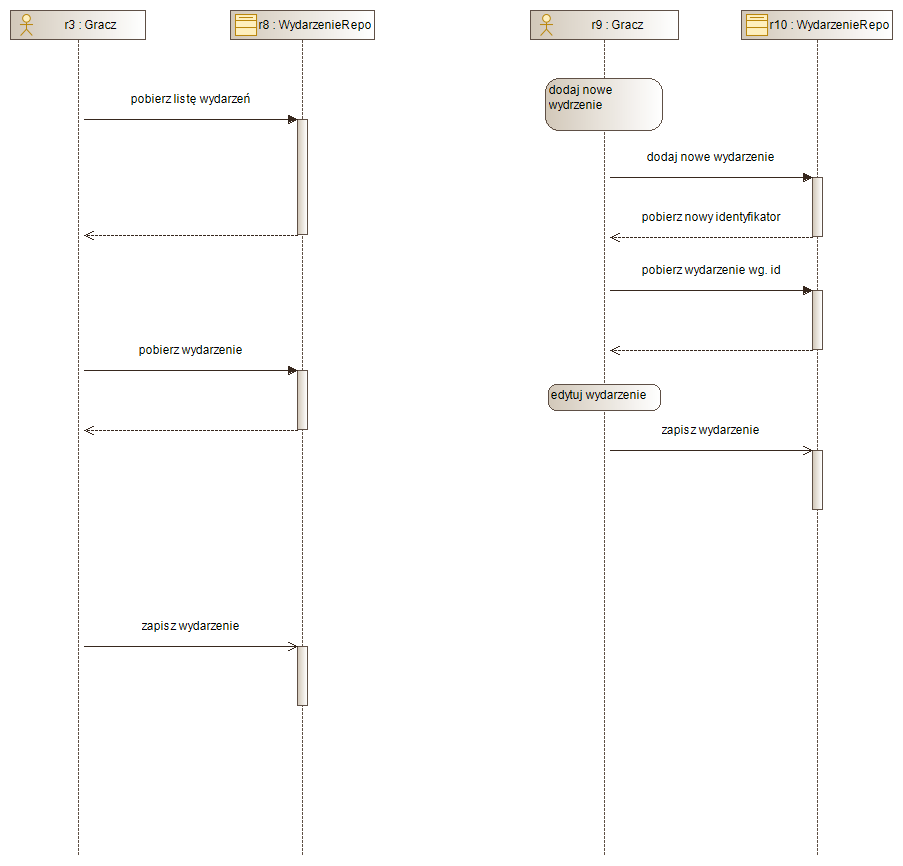 r3 : Gracz
r8 : WydarzenieRepo
pobierz listę wydarzeń
pobierz wydarzenie
zapisz wydarzenie
r9 : Gracz
r10 : WydarzenieRepo
dodaj nowe
wydrzenie
dodaj nowe wydarzenie
pobierz nowy identyfikator
pobierz wydarzenie wg. id
edytuj wydarzenie
zapisz wydarzenie